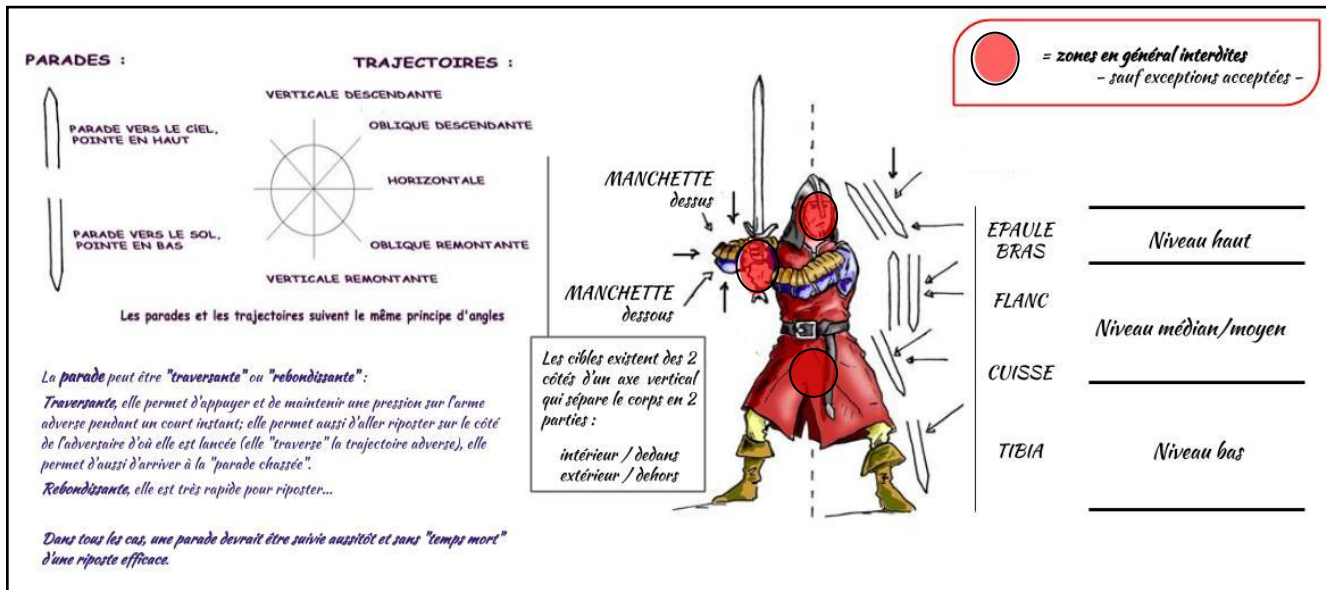 PARADES :
PARADE VERS LE CIEL,
POINTE EN HAUT
PARADE VERS LE SOL,
POINTE EN BAS
TRAJECTOIRES :
VERTICALE DESCENDANTE
OBLIQUE DESCENDANTE
HORIZONTALE
OBLIQUE REMONTANTE
VERTICALE REMONTANTE
Les parades et les trajectoires suivent le même principe d'angles
La parade peut être "traversante" ou "rebondissante" :
Traversante, elle permet d'appuyer et de maintenir une pression sur l'arme
adverse pendant un court instant; elle permet aussi d'aller riposter sur le côté
de l'adversaire d'où elle est lancée (elle "traverse" la trajectoire adverse), elle
permet d'aussi d'arriver à la "parade chassée".
Rebondissante, elle est très rapide pour riposter...
Dans tous les cas, une parade devrait être suivie aussitôt et sans "temps mort"
d'une riposte efficace.
MANCHETTE
dessus
MANCHETTE
dessous
Les cibles existent des 2
côtés d'un axe vertical
qui sépare le corps en 2
parties :
intérieur / dedans
extérieur / dehors
= zones en général interdites
– sauf exceptions acceptées –
EPAULE
BRAS
FLANC
CUISSE
TIBIA
Niveau haut
Niveau médian/moyen
Niveau bas